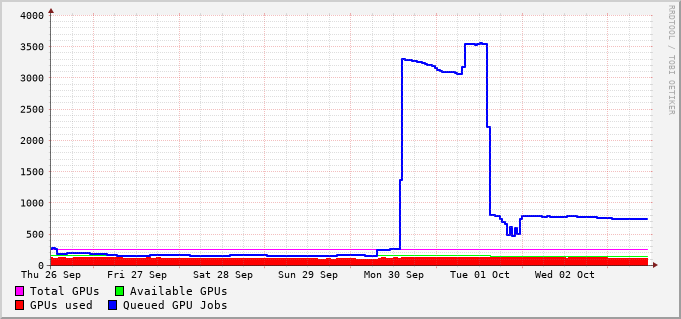 4000
3500
3000
2500
2000
1500
1000
500
0
Thu 26 Sep Fri 27 Sep Sat 28 Sep Sun 29 Sep Mon 30 Sep Tue 01 Oct Wed 02 Oct
Total GPUs Available GPUs
GPUs used Queued GPU Jobs
RRDTOOL / TOBI OETIKER